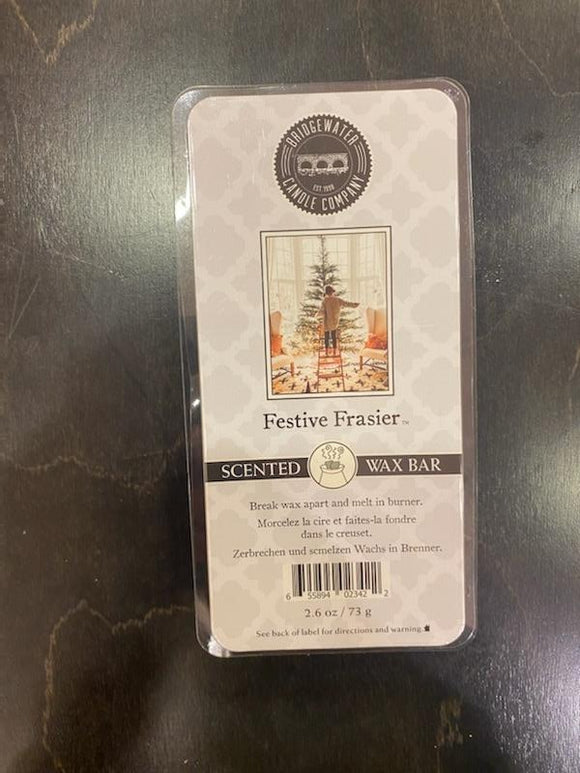 BRIDGEWATER
EST 1998
CANDLE COMPANY
Festive Frasier™
SCENTED WAX BAR
Break wax apart and melt in burner.
Morcelez la cire et faites-la fondre
dans le creuset.
Zerbrechen und scmelzen Wachs in Brenner.
6 55894 02342 2
2.6 oz / 73 g
See back of label for directions and warning.